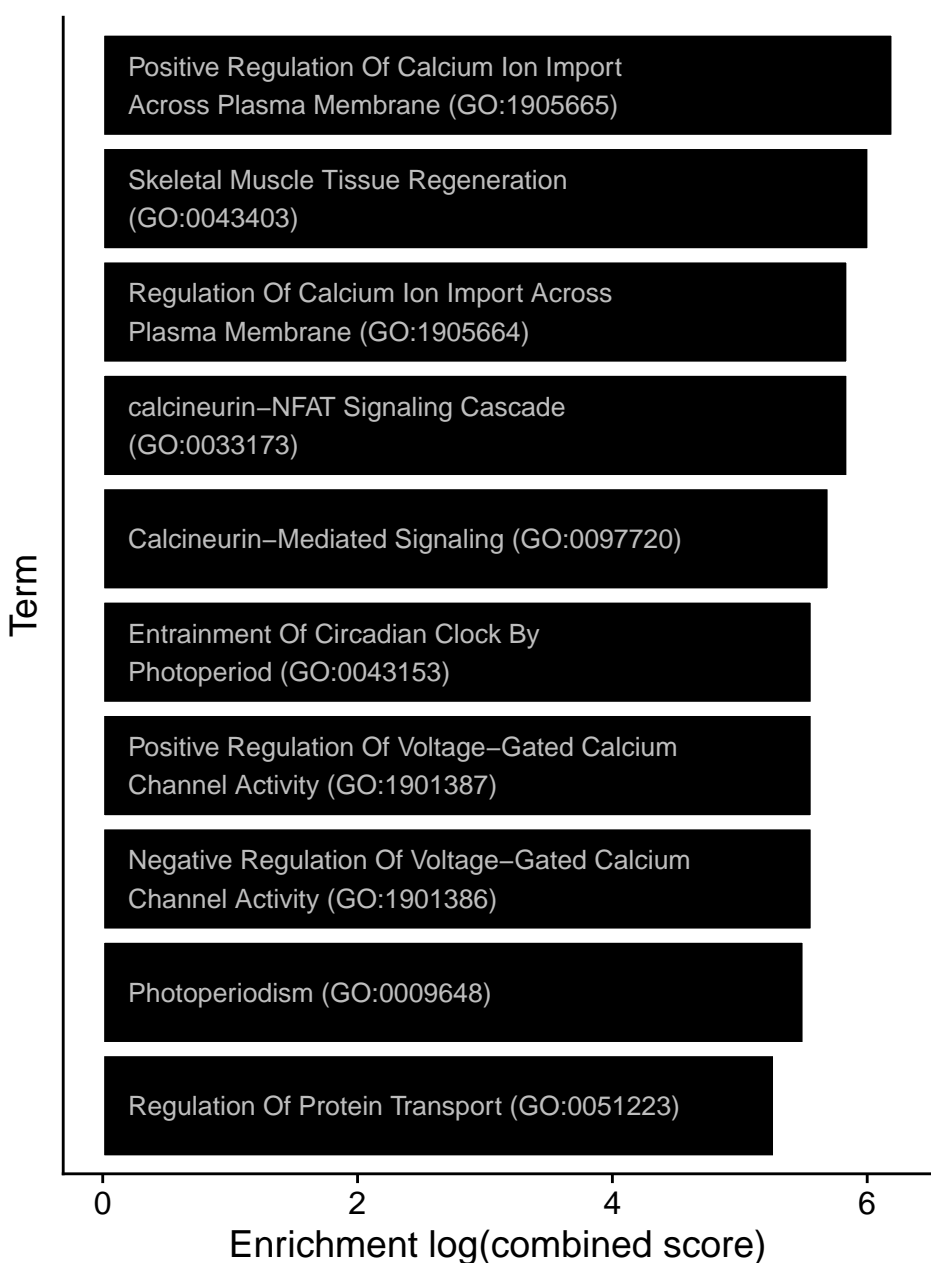 Positive Regulation Of Calcium Ion Import
Across Plasma Membrane (GO:1905665)
Skeletal Muscle Tissue Regeneration
(GO:0043403)
Regulation Of Calcium Ion Import Across
Plasma Membrane (GO:1905664)
calcineurin−NFAT Signaling Cascade
(GO:0033173)
Calcineurin−Mediated Signaling (GO:0097720)
Entrainment Of Circadian Clock By
Photoperiod (GO:0043153)
Positive Regulation Of Voltage−Gated Calcium
Channel Activity (GO:1901387)
Negative Regulation Of Voltage−Gated Calcium
Channel Activity (GO:1901386)
Photoperiodism (GO:0009648)
Regulation Of Protein Transport (GO:0051223)
Term
0 2 4 6
Enrichment log(combined score)